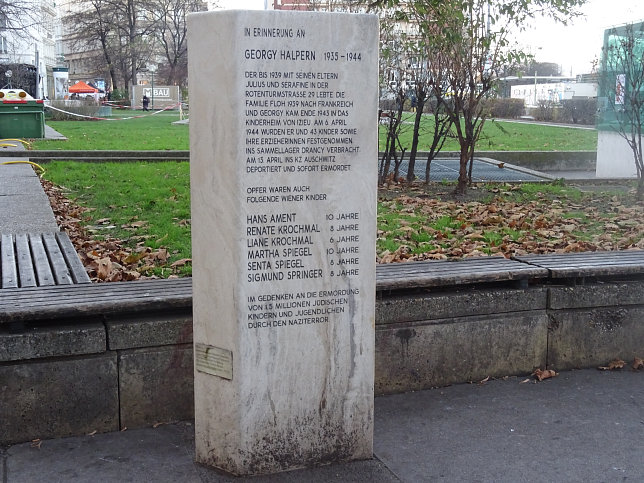 IN ERINNERUNG AN
GEORGY HALPERN 1935-1944
DER BIS 1939 MIT SEINEN ELTERN
JULIUS UND SERAFINE IN DER
ROTENTURMSTRASSE 29 LEBTE. DIE
FAMILIE FLOH 1939 NACH FRANKREICH
UND GEORGY KAM ENDE 1943 IN DAS
KINDERHEIM VON IZIEU. AM 6. APRIL
1944 WURDEN ER UND 43 KINDER SOWIE
IHRE ERZIEHERINNEN FESTGENOMMEN
INS SAMMELLAGER DRANCY VERBRACHT,
AM 13. APRIL INS KZ AUSCHWITZ
DEPORTIERT UND SOFORT ERMORDET.
OPFER WAREN AUCH
FOLGENDE WIENER KINDER
HANS AMENT 10 JAHRE
RENATE KROCHMAL 8 JAHRE
LIANE KROCHMAL 6 JAHRE
MARTHA SPIEGEL 10 JAHRE
SENTA SPIEGEL 8 JAHRE
SIGMUND SPRINGER 8 JAHRE
IM GEDENKEN AN DIE ERMORDUNG
VON 1,5 MILLIONEN JÜDISCHEN
KINDERN UND JUGENDLICHEN
DURCH DEN NAZITERROR.
BAU